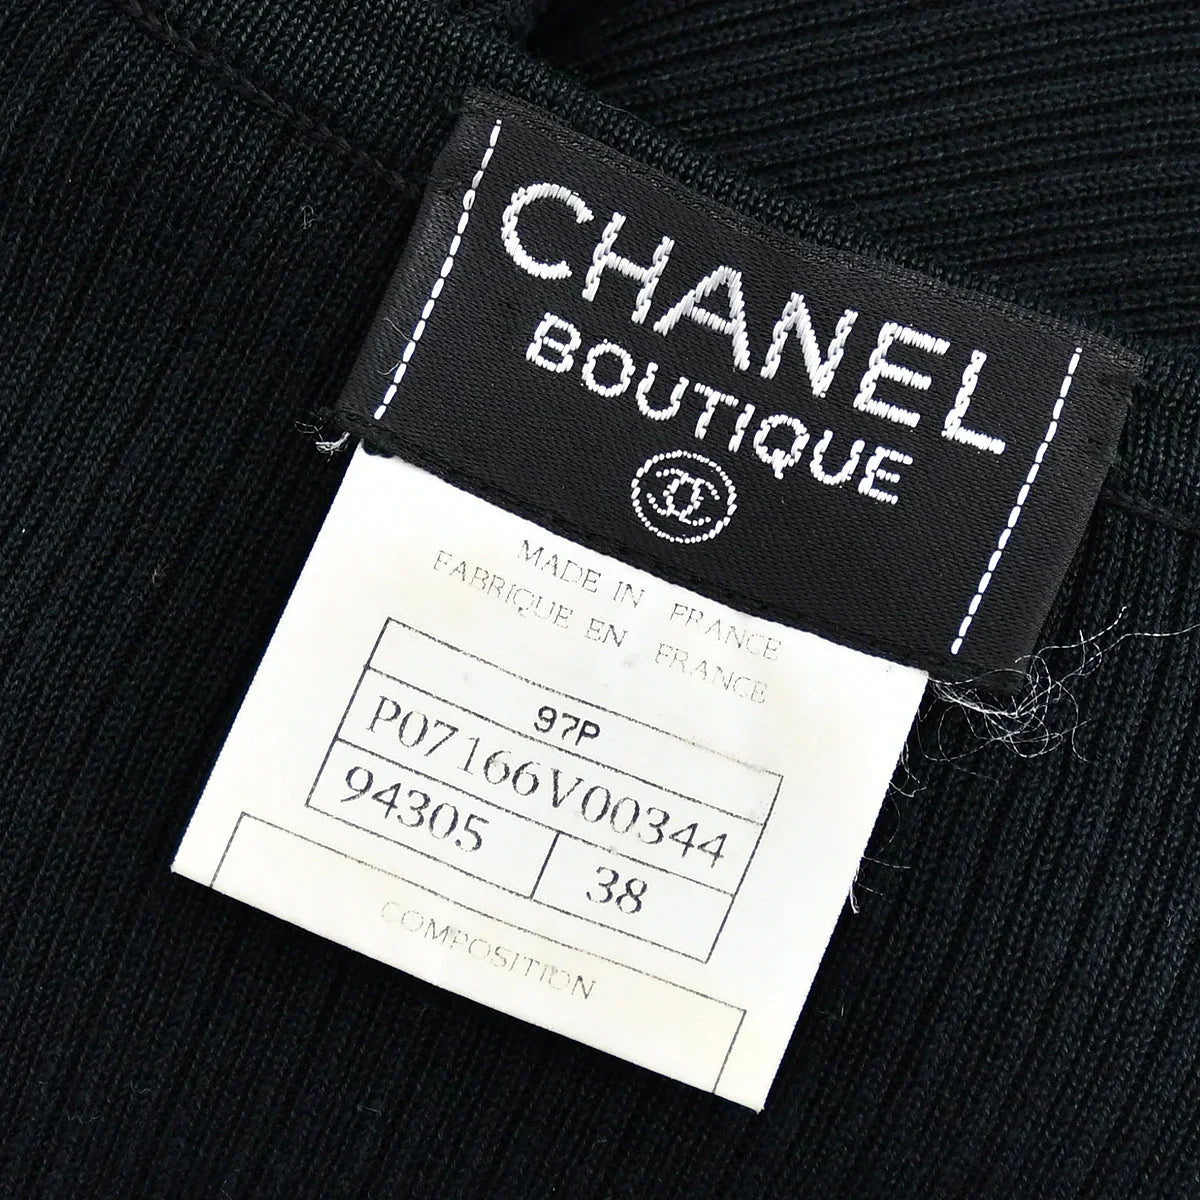 CHANEL
BOUTIQUE
MADE IN FRANCE
FABRIQUE EN FRANCE
97P
P07166V00344
94305 38
COMPOSITION